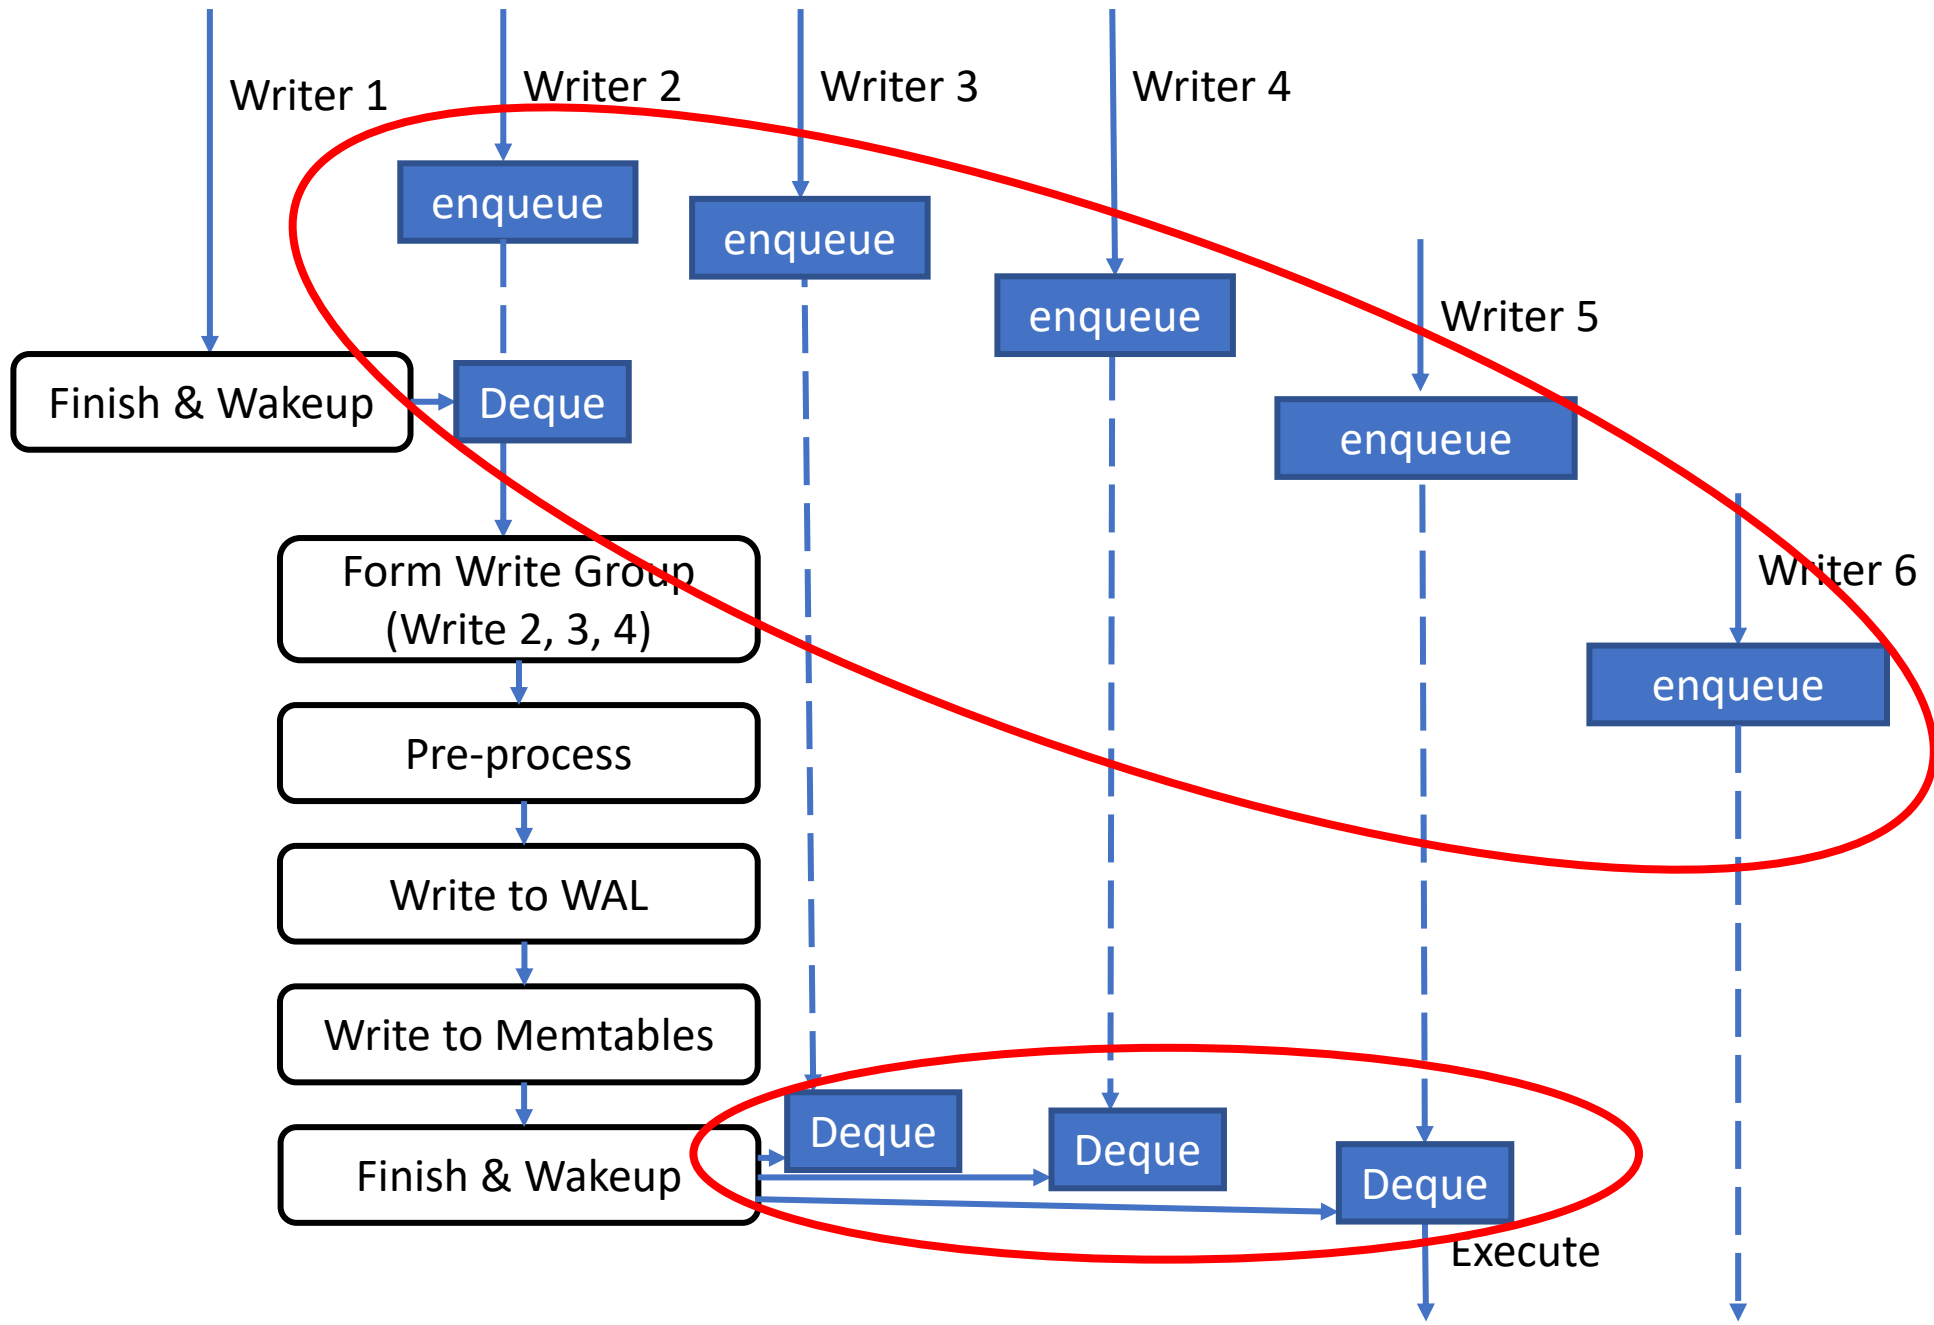 Writer 1
Writer 2
Writer 3
Writer 4
enqueue
enqueue
enqueue
Writer 5
Finish & Wakeup
Deque
enqueue
Form Write Group
(Write 2, 3, 4)
Writer 6
enqueue
Pre-process
Write to WAL
Write to Memtables
Deque
Deque
Finish & Wakeup
Deque
Execute